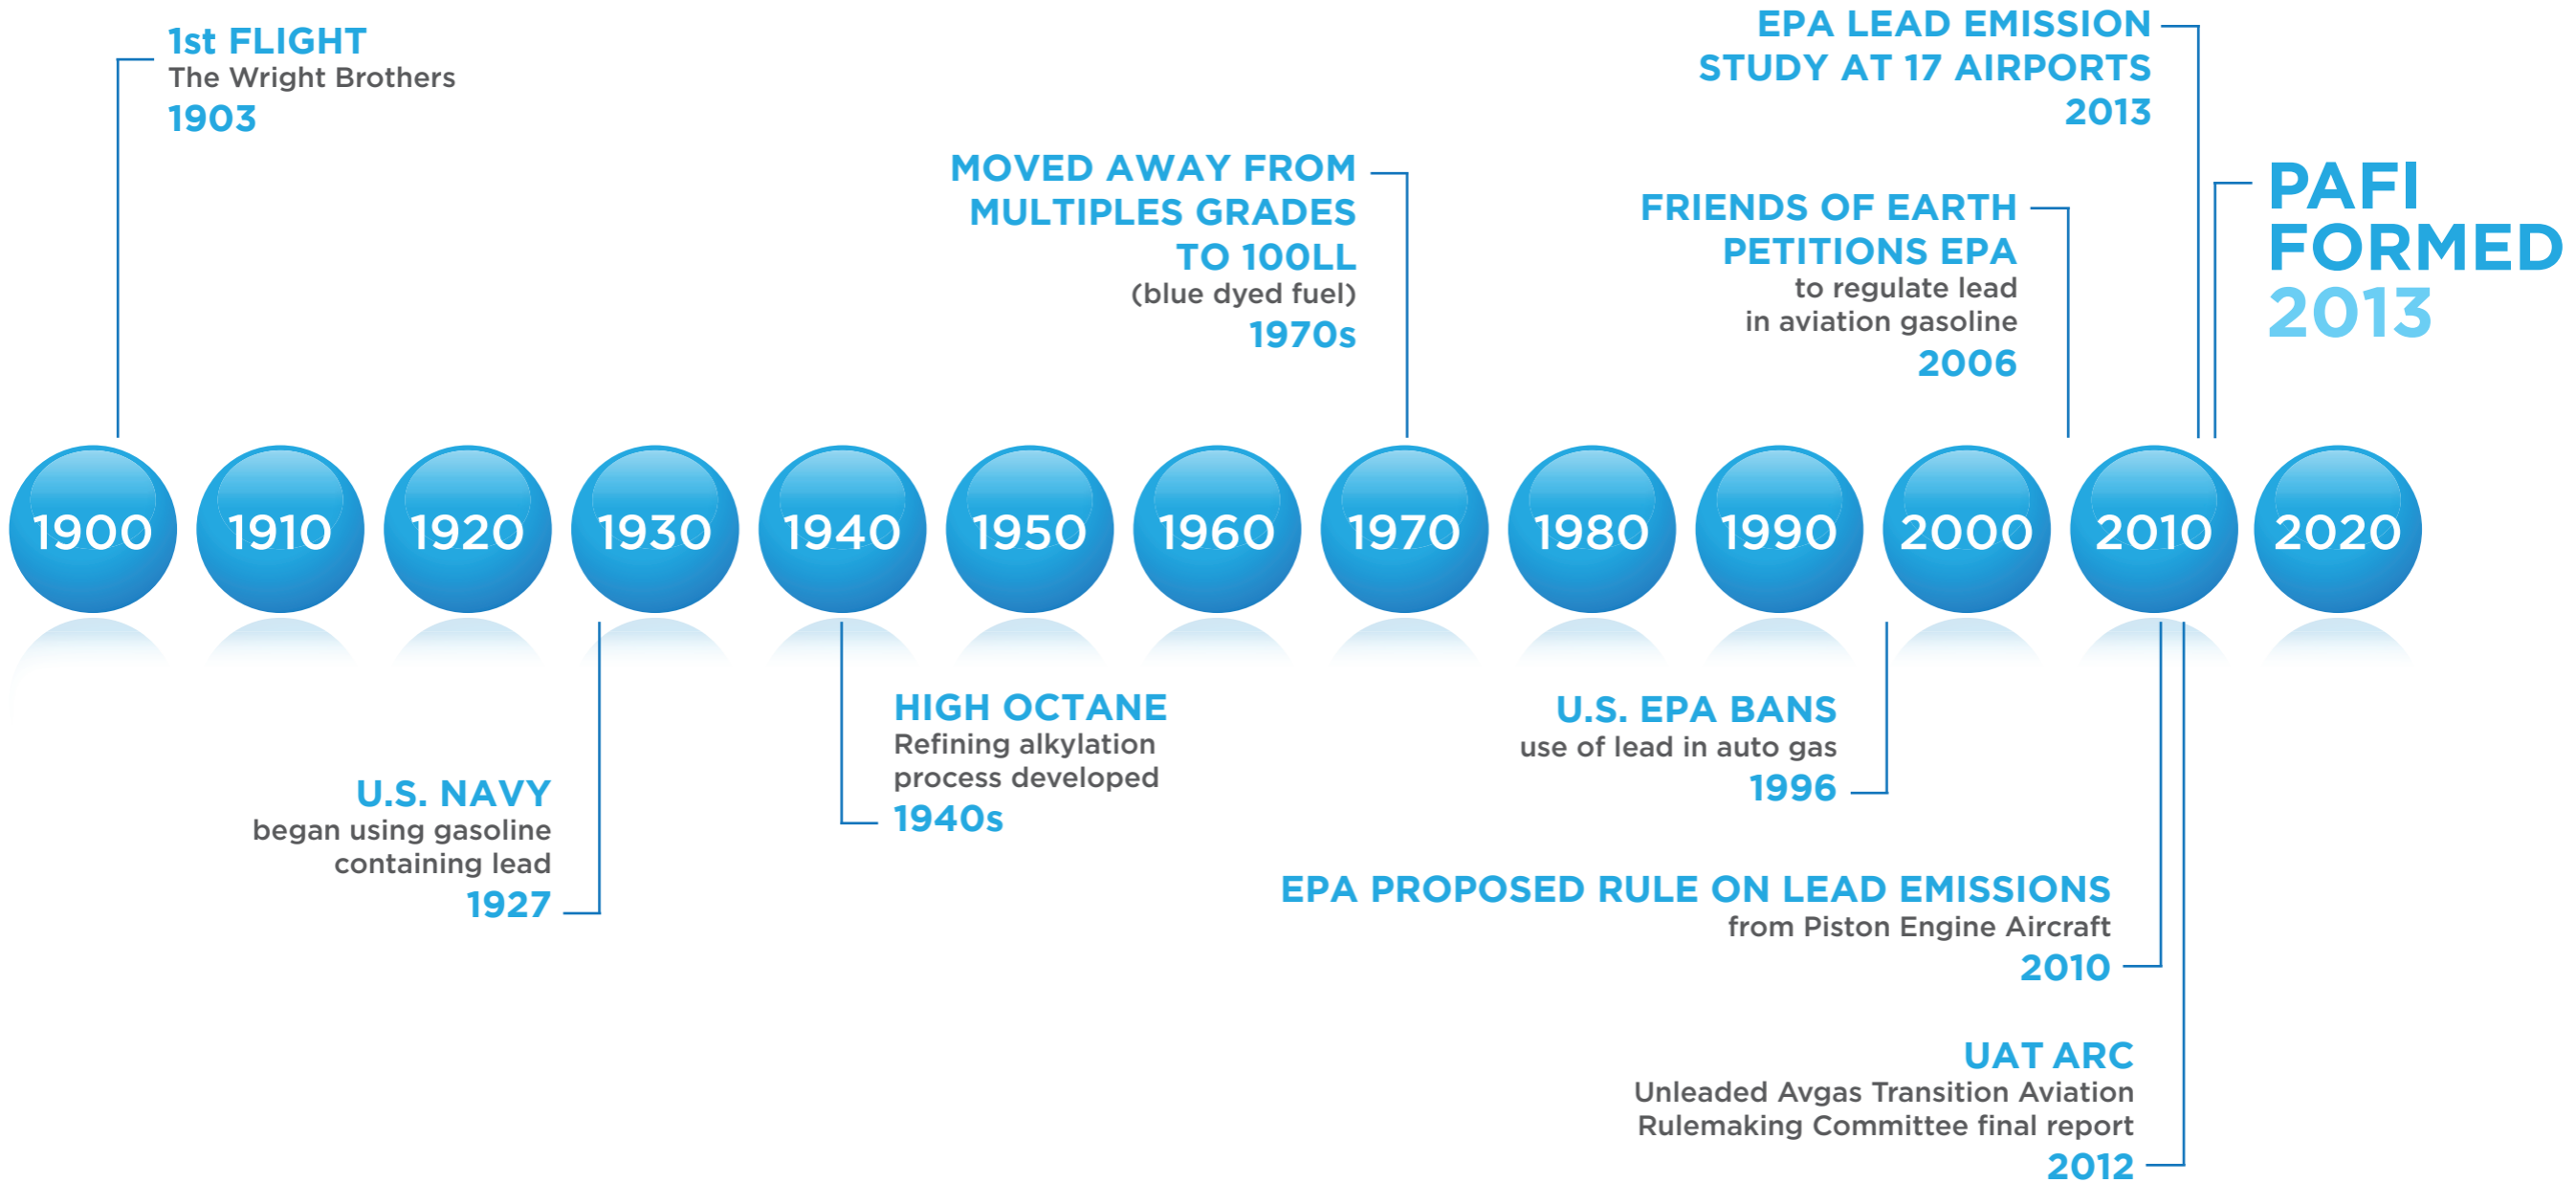 1st FLIGHT
The Wright Brothers
1903
MOVED AWAY FROM
MULTIPLES GRADES
TO 100LL
(blue dyed fuel)
1970s
EPA LEAD EMISSION
STUDY AT 17 AIRPORTS
2013
FRIENDS OF EARTH
PETITIONS EPA
to regulate lead
in aviation gasoline
2006
PAFI
FORMED
2013
1900 1910 1920 1930 1940 1950 1960 1970 1980 1990 2000 2010 2020
U.S. NAVY
began using gasoline
containing lead
1927
HIGH OCTANE
Refining alkylation
process developed
1940s
U.S. EPA BANS
use of lead in auto gas
1996
EPA PROPOSED RULE ON LEAD EMISSIONS
from Piston Engine Aircraft
2010
UAT ARC
Unleaded Avgas Transition Aviation
Rulemaking Committee final report
2012